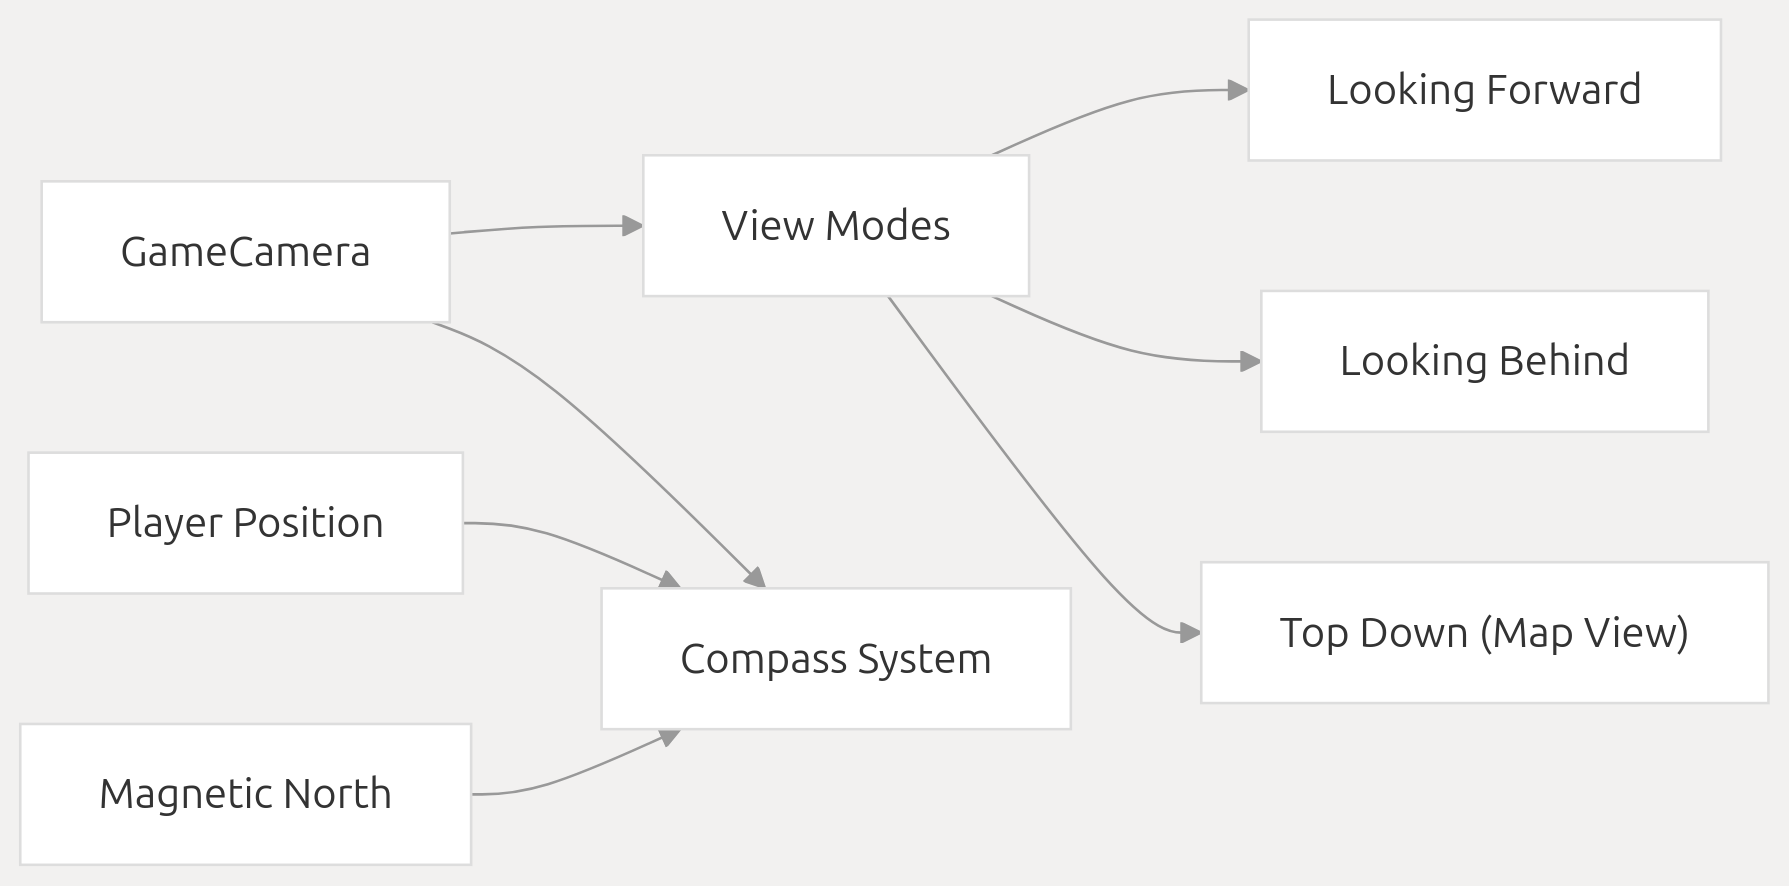 Looking Forward
View Modes
GameCamera
Looking Behind
Player Position
Top Down (Map View)
Compass System
Magnetic North